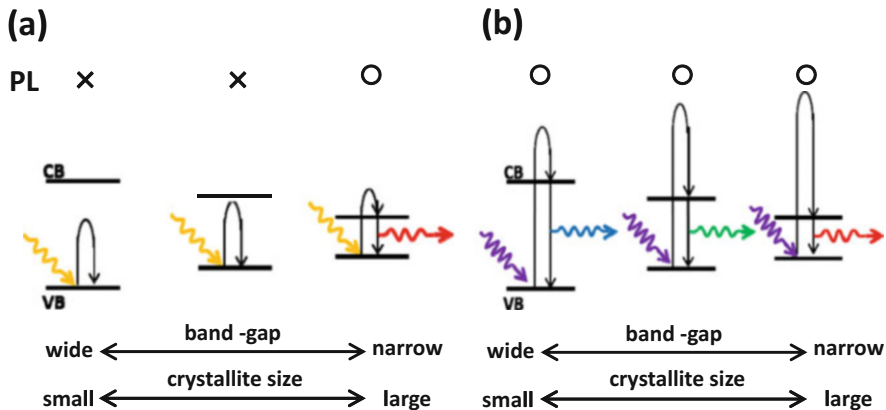 (a)
PL × × ○
CB
VB
band -gap
wide narrow
crystallite size
small large
(b)
○ ○ ○
CB
VB
band -gap
wide narrow
crystallite size
small large